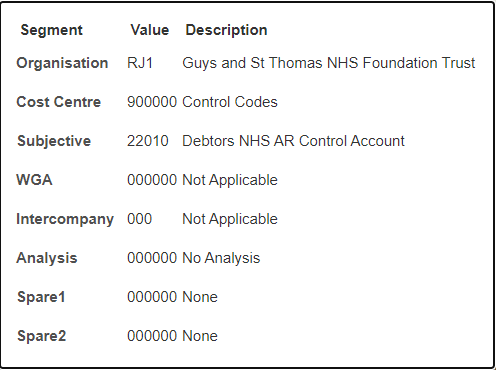 Segment Value Description
Organisation RJ1 Guys and St Thomas NHS Foundation Trust
Cost Centre 900000 Control Codes
Subjective 22010 Debtors NHS AR Control Account
WGA 000000 Not Applicable
Intercompany 000 Not Applicable
Analysis 000000 No Analysis
Spare1 000000 None
Spare2 000000 None